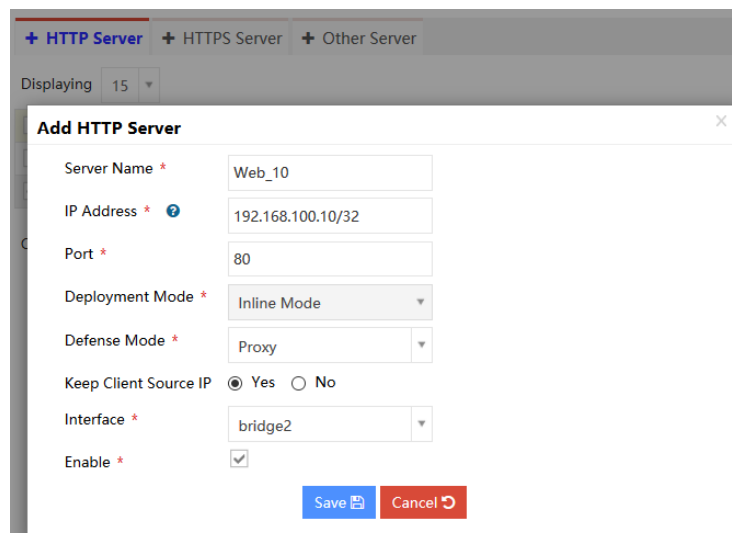 + HTTP Server + HTTPS Server + Other Server
Displaying 15
Add HTTP Server ×
Server Name * Web_10
IP Address * ? 192.168.100.10/32
Port * 80
Deployment Mode * Inline Mode
Defense Mode * Proxy
Keep Client Source IP Yes No
Interface * bridge2
Enable *
Save Cancel